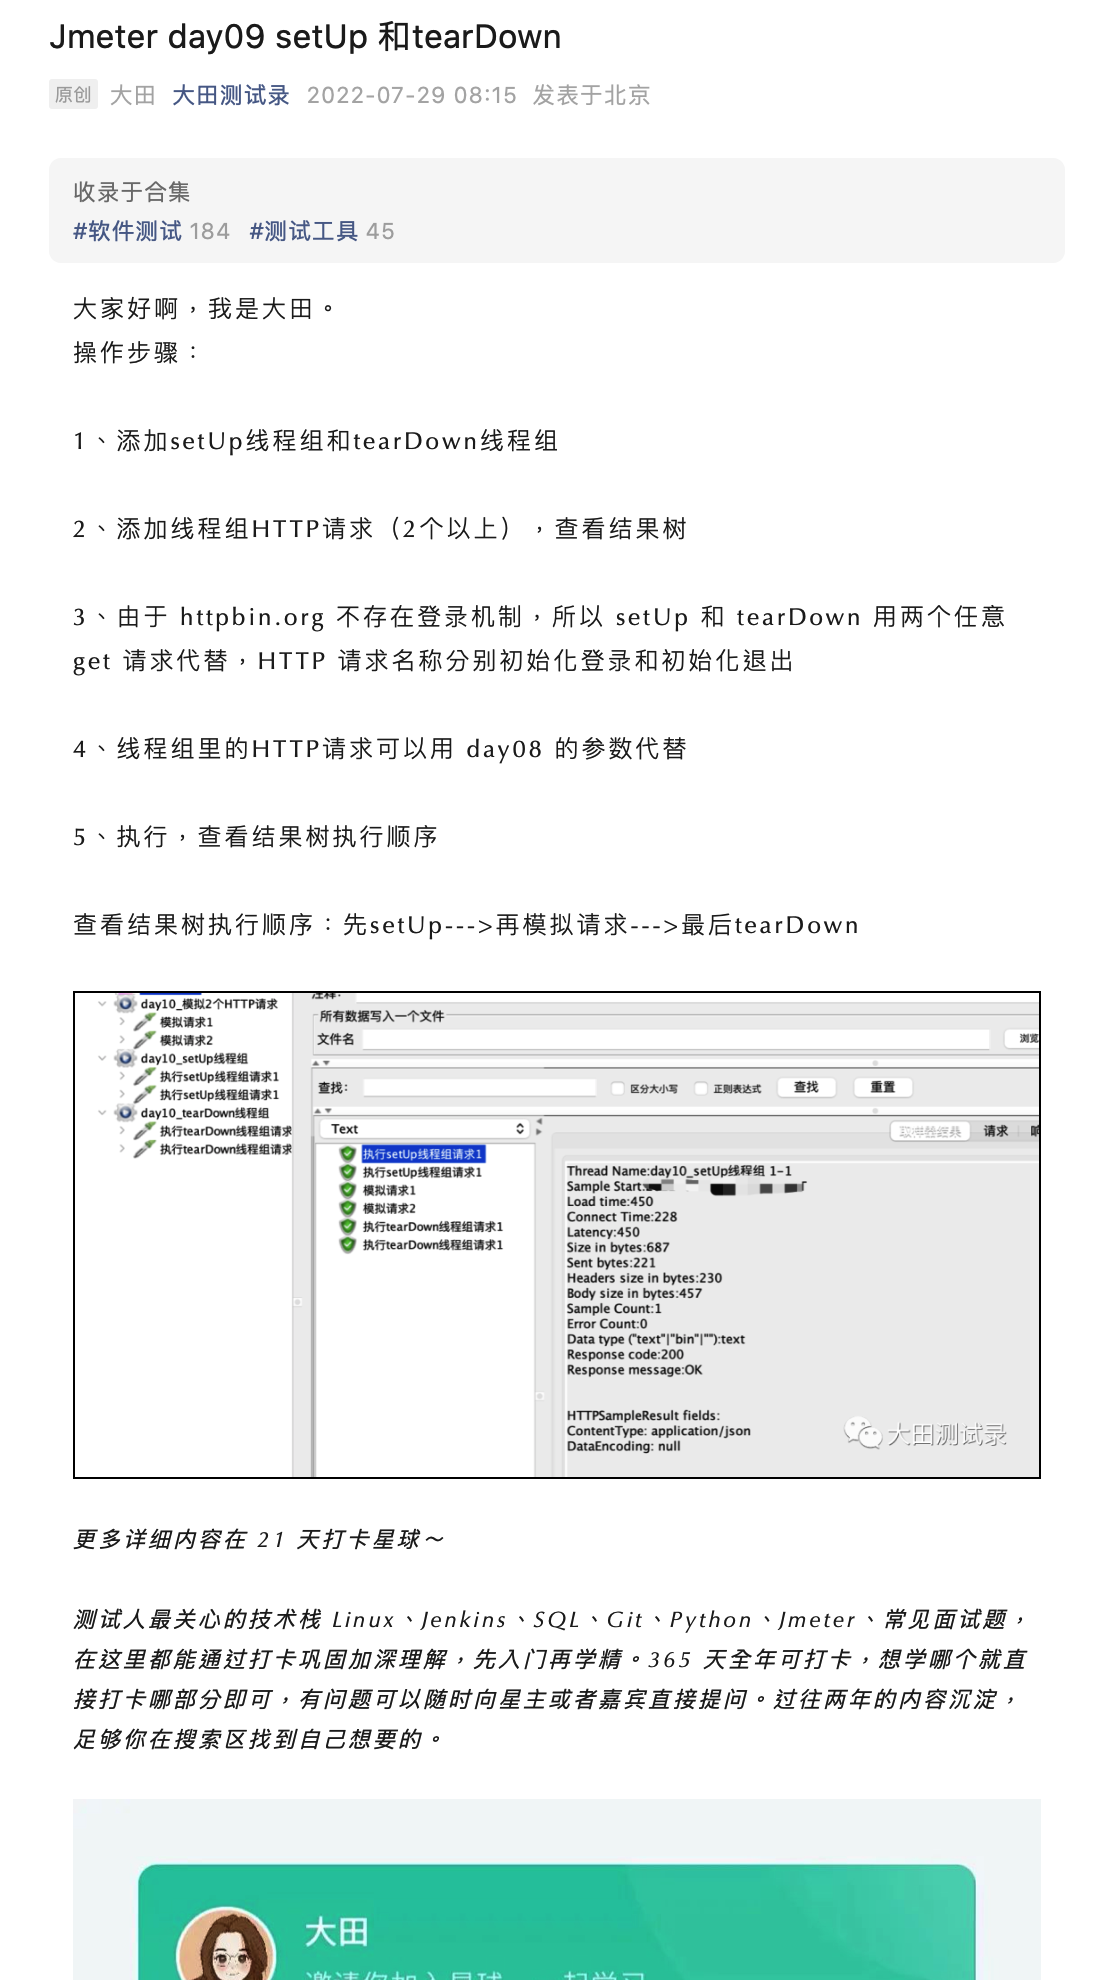 Jmeter day09 setUp 和tearDown
原创 大田 大田测试录 2022-07-29 08:15 发表于北京
收录于合集
#软件测试 184 #测试工具 45
大家好啊，我是大田。
操作步骤：
1、添加setUp线程组和tearDown线程组
2、添加线程组HTTP请求（2个以上），查看结果树
3、由于 httpbin.org 不存在登录机制，所以 setUp 和 tearDown 用两个任意
get 请求代替，HTTP 请求名称分别初始化登录和初始化退出
4、线程组里的HTTP请求可以用 day08 的参数代替
5、执行，查看结果树执行顺序
查看结果树执行顺序：先setUp--->再模拟请求--->最后tearDown
day10_模拟2个HTTP请求
模拟请求1
模拟请求2
day10_setUp线程组
执行setUp线程组请求1
执行setUp线程组请求1
day10_tearDown线程组
执行tearDown线程组请求
执行tearDown线程组请求
注释:
所有数据写入一个文件
文件名 浏览
查找: 区分大小写 正则表达式 查找 重置
Text
执行setUp线程组请求1
执行setUp线程组请求1
模拟请求1
模拟请求2
执行tearDown线程组请求1
执行tearDown线程组请求1
取样器结果 请求 响
Thread Name:day10_setUp线程组 1-1
Sample Start:
Load time:450
Connect Time:228
Latency:450
Size in bytes:687
Sent bytes:221
Headers size in bytes:230
Body size in bytes:457
Sample Count:1
Error Count:0
Data type ("text"|"bin"|""):text
Response code:200
Response message:OK
HTTPSampleResult fields:
ContentType: application/json
DataEncoding: null
大田测试录
更多详细内容在 21 天打卡星球～
测试人最关心的技术栈 Linux、Jenkins、SQL、Git、Python、Jmeter、常见面试题，
在这里都能通过打卡巩固加深理解，先入门再学精。365 天全年可打卡，想学哪个就直
接打卡哪部分即可，有问题可以随时向星主或者嘉宾直接提问。过往两年的内容沉淀，
足够你在搜索区找到自己想要的。
大田